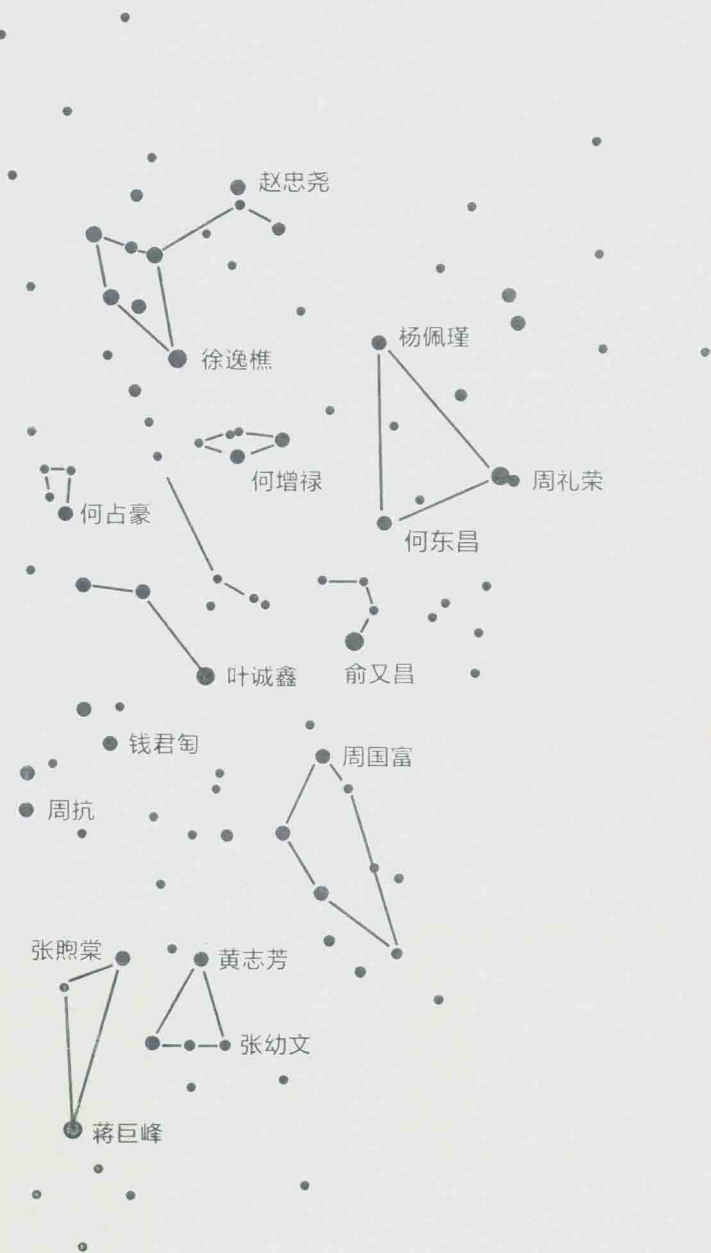 赵忠尧
徐逸樵
杨佩瑾
何增禄
周礼荣
何占豪
何东昌
叶诚鑫
俞又昌
钱君匋
周国富
周抗
张煦棠
黄志芳
张幼文
蒋巨峰